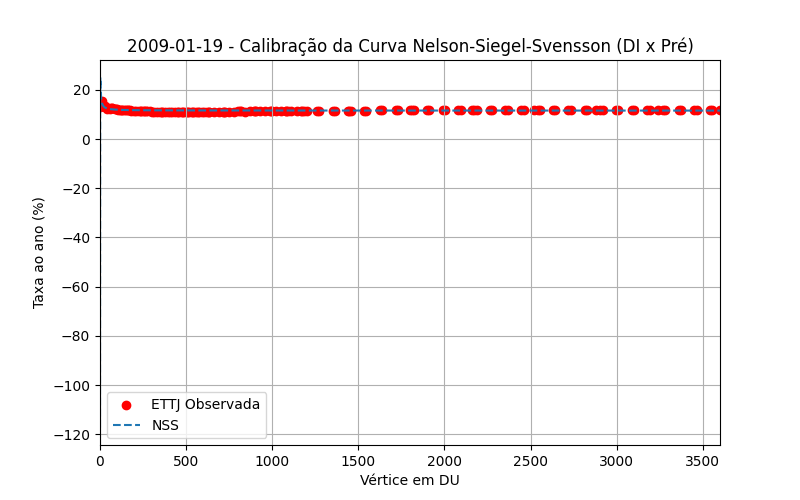 2009-01-19 - Calibração da Curva Nelson-Siegel-Svensson (DI x Pré)
Taxa ao ano (%)
20
0
−20
−40
−60
−80
−100
−120
ETTJ Observada
NSS
0 500 1000 1500 2000 2500 3000 3500
Vértice em DU